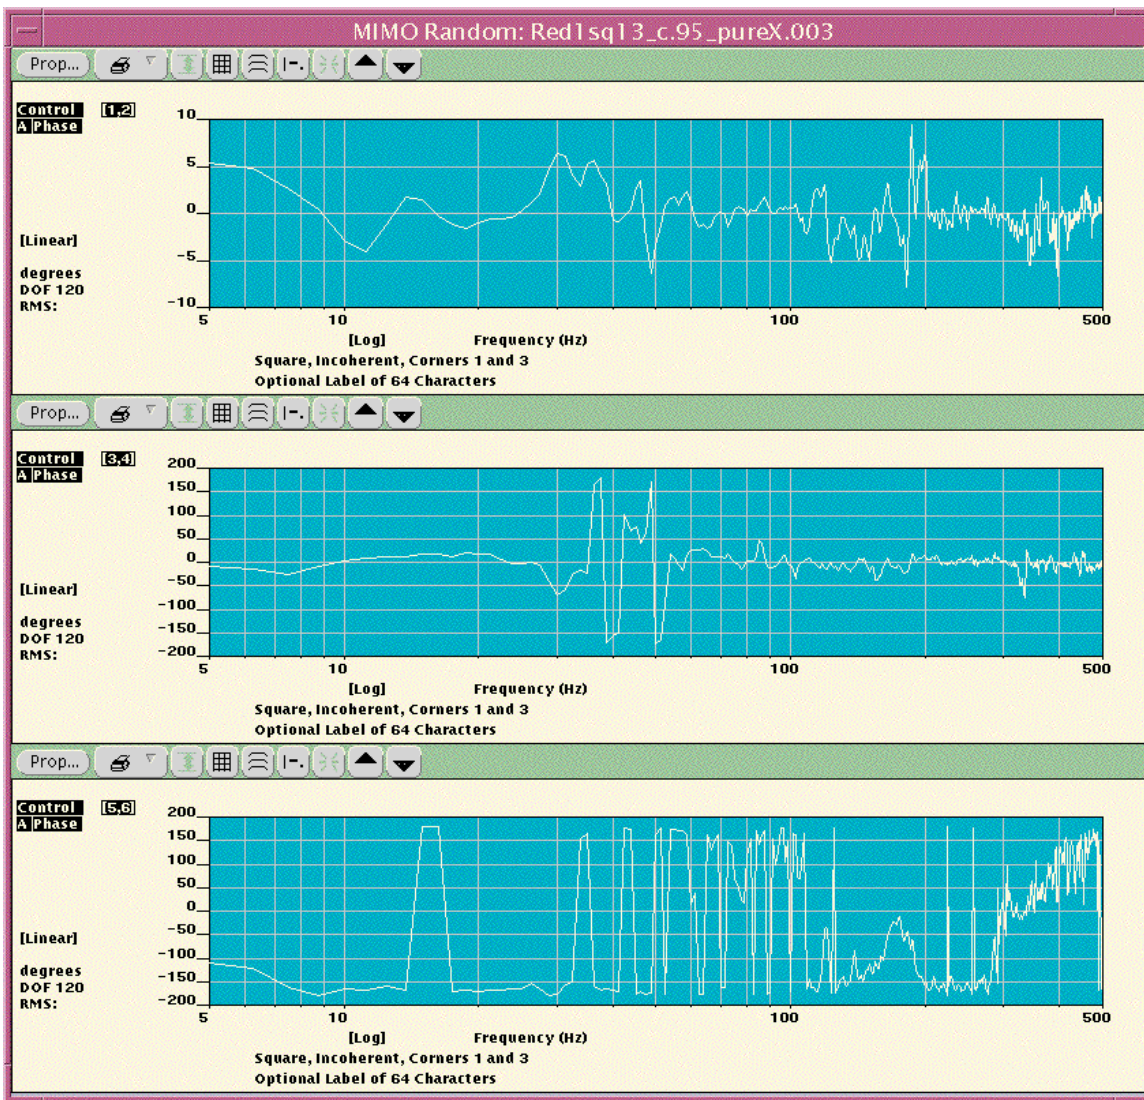 MIMO Random: Red1sq13_c.95_pureX.003
Prop...
Control [1,2]
A Phase
[Linear]
degrees
DOF 120
RMS:
10
5
0
-5
-10
5 10 100 500
[Log] Frequency (Hz)
Square, Incoherent, Corners 1 and 3
Optional Label of 64 Characters
Prop...
Control [3,4]
A Phase
[Linear]
degrees
DOF 120
RMS:
200
150
100
50
0
-50
-100
-150
-200
5 10 100 500
[Log] Frequency (Hz)
Square, Incoherent, Corners 1 and 3
Optional Label of 64 Characters
Prop...
Control [5,6]
A Phase
[Linear]
degrees
DOF 120
RMS:
200
150
100
50
0
-50
-100
-150
-200
5 10 100 500
[Log] Frequency (Hz)
Square, Incoherent, Corners 1 and 3
Optional Label of 64 Characters